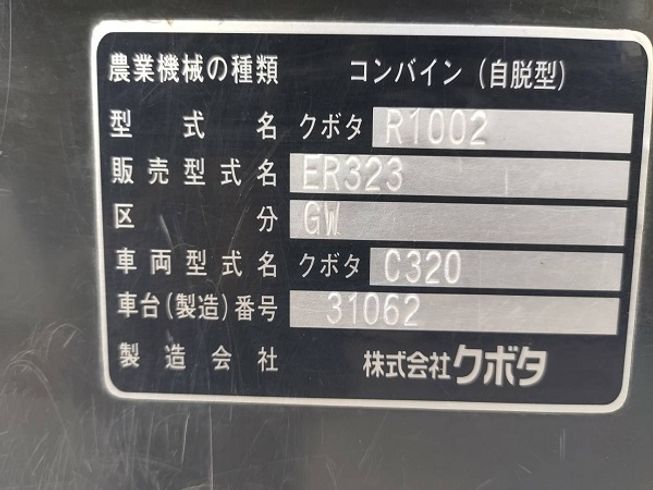 農業機械の種類 コンバイン(自脱型)
型式名 クボタ R1002
販売型式名 ER323
区分 GW
車両型式名 クボタ C320
車台(製造)番号 31062
製造会社 株式会社クボタ